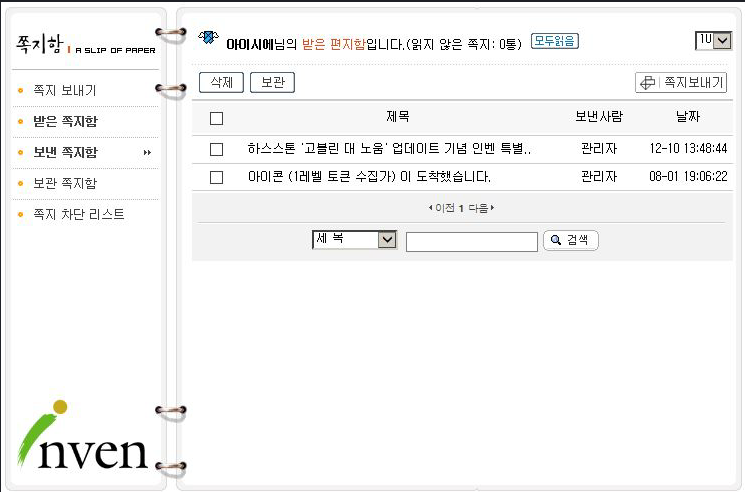 쪽지함 A SLIP OF PAPER
쪽지 보내기
받은 쪽지함
보낸 쪽지함
보관 쪽지함
쪽지 차단 리스트
inven
아이시에님의 받은 편지함입니다.(읽지 않은 쪽지: 0통) 모두읽음
삭제 보관 쪽지보내기
제목 보낸사람 날짜
하스스톤 '고블린 대 노움' 업데이트 기념 인벤 특별.. 관리자 12-10 13:48:44
아이콘 (1레벨 토큰 수집가) 이 도착했습니다. 관리자 08-01 19:06:22
이전 1 다음
검색